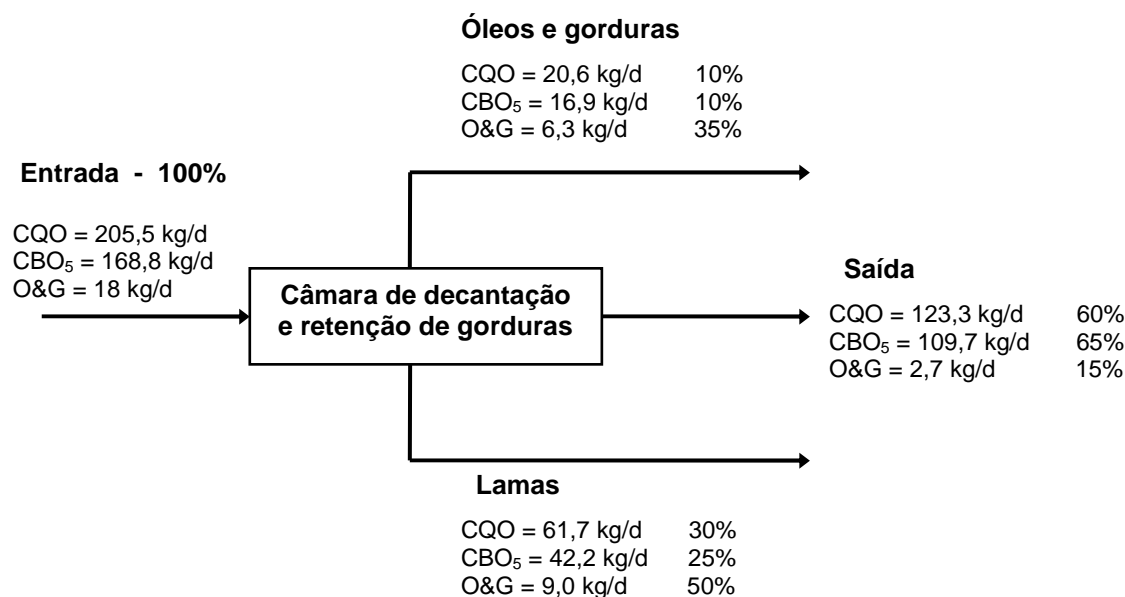 Óleos e gorduras
CQO = 20,6 kg/d 10%
CBO₅ = 16,9 kg/d 10%
O&G = 6,3 kg/d 35%
Entrada - 100%
CQO = 205,5 kg/d
CBO₅ = 168,8 kg/d
O&G = 18 kg/d
Câmara de decantação
e retenção de gorduras
Saída
CQO = 123,3 kg/d 60%
CBO₅ = 109,7 kg/d 65%
O&G = 2,7 kg/d 15%
Lamas
CQO = 61,7 kg/d 30%
CBO₅ = 42,2 kg/d 25%
O&G = 9,0 kg/d 50%